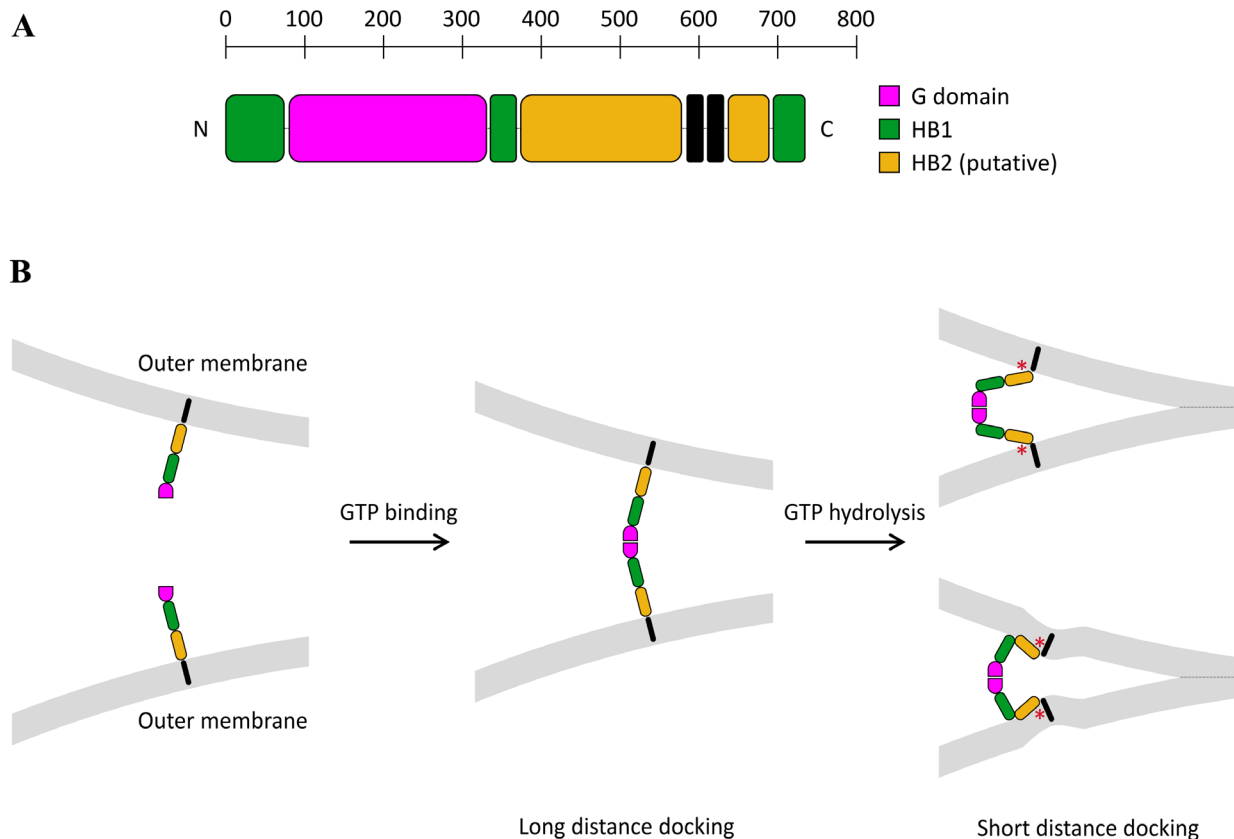 A
0 100 200 300 400 500 600 700 800
N
C
G domain
HB1
HB2 (putative)
B
Outer membrane
Outer membrane
GTP binding
GTP hydrolysis
*
*
*
*
Long distance docking
Short distance docking